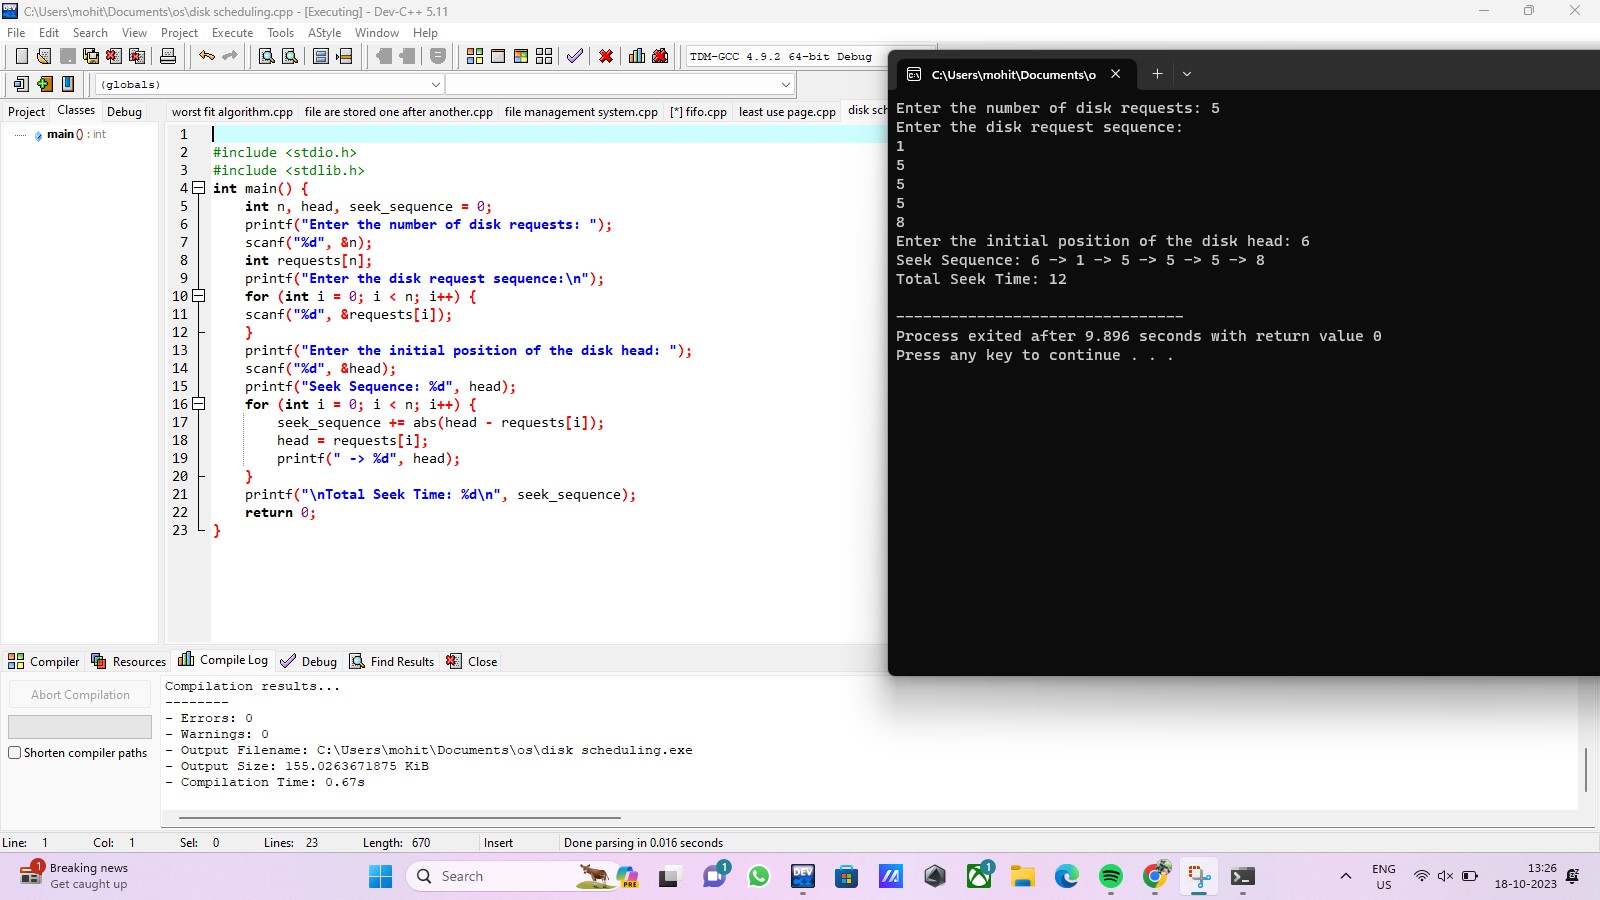 C:\Users\mohit\Documents\os\disk scheduling.cpp - [Executing] - Dev-C++ 5.11
File Edit Search View Project Execute Tools AStyle Window Help
TDM-GCC 4.9.2 64-bit Debug
(globals)
Project Classes Debug
worst fit algorithm.cpp file are stored one after another.cpp file management system.cpp [*] fifo.cpp least use page.cpp disk sch
main () : int
1
2 #include <stdio.h>
3 #include <stdlib.h>
4 int main() {
5 int n, head, seek_sequence = 0;
6 printf("Enter the number of disk requests: ");
7 scanf("%d", &n);
8 int requests[n];
9 printf("Enter the disk request sequence:\n");
10 for (int i = 0; i < n; i++) {
11 scanf("%d", &requests[i]);
12 }
13 printf("Enter the initial position of the disk head: ");
14 scanf("%d", &head);
15 printf("Seek Sequence: %d", head);
16 for (int i = 0; i < n; i++) {
17 seek_sequence += abs(head - requests[i]);
18 head = requests[i];
19 printf(" -> %d", head);
20 }
21 printf("\nTotal Seek Time: %d\n", seek_sequence);
22 return 0;
23 }
C:\Users\mohit\Documents\o
Enter the number of disk requests: 5
Enter the disk request sequence:
1
5
5
5
8
Enter the initial position of the disk head: 6
Seek Sequence: 6 -> 1 -> 5 -> 5 -> 5 -> 8
Total Seek Time: 12
--------------------------------
Process exited after 9.896 seconds with return value 0
Press any key to continue . . .
Compiler Resources Compile Log Debug Find Results Close
Abort Compilation
Shorten compiler paths
Compilation results...
--------
- Errors: 0
- Warnings: 0
- Output Filename: C:\Users\mohit\Documents\os\disk scheduling.exe
- Output Size: 155.0263671875 KiB
- Compilation Time: 0.67s
Line: 1 Col: 1 Sel: 0 Lines: 23 Length: 670 Insert Done parsing in 0.016 seconds
1
Breaking news
Get caught up
Search
PRE
1
DEV
1
ENG
US
13:26
18-10-2023